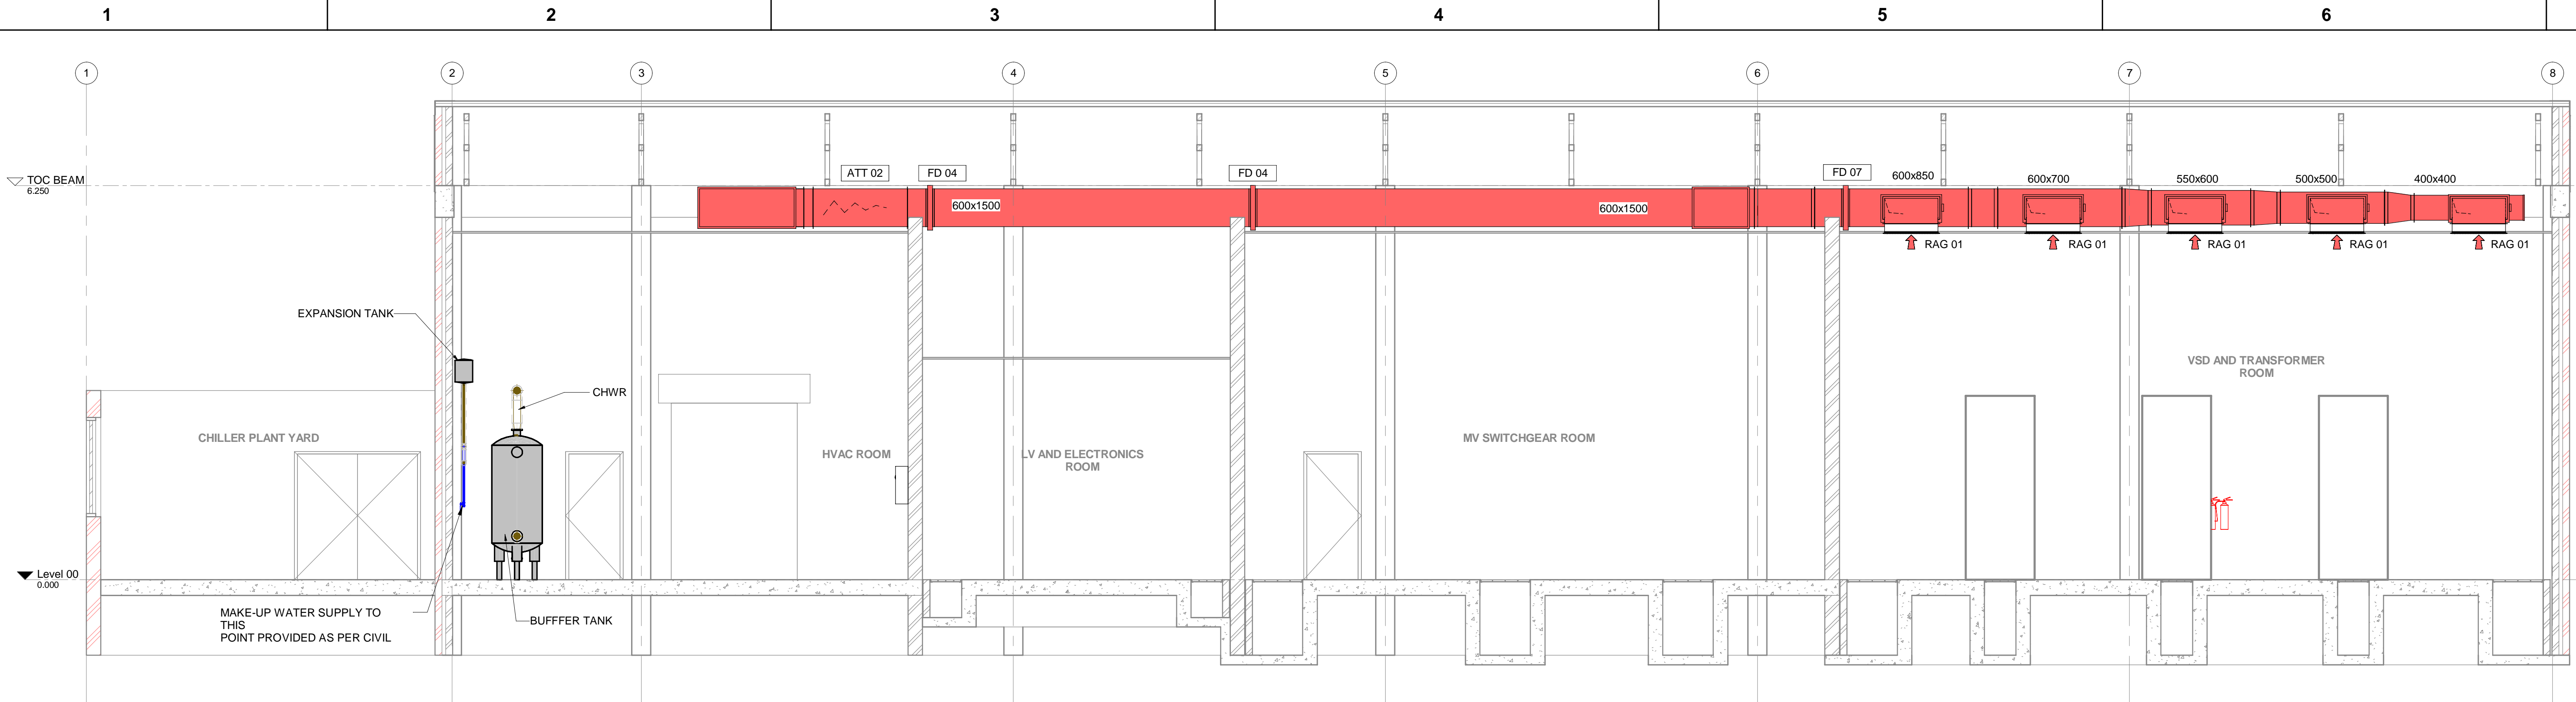 1 2 3 4 5 6
1 2 3 4 5 6 7 8
TOC BEAM
6.250
ATT 02
FD 04
FD 04
FD 07
600x850
600x700
550x600
500x500
400x400
600x1500
600x1500
RAG 01
RAG 01
RAG 01
RAG 01
RAG 01
EXPANSION TANK
CHWR
CHILLER PLANT YARD
HVAC ROOM
LV AND ELECTRONICS
ROOM
MV SWITCHGEAR ROOM
VSD AND TRANSFORMER
ROOM
Level 00
0.000
MAKE-UP WATER SUPPLY TO
THIS
POINT PROVIDED AS PER CIVIL
BUFFFER TANK